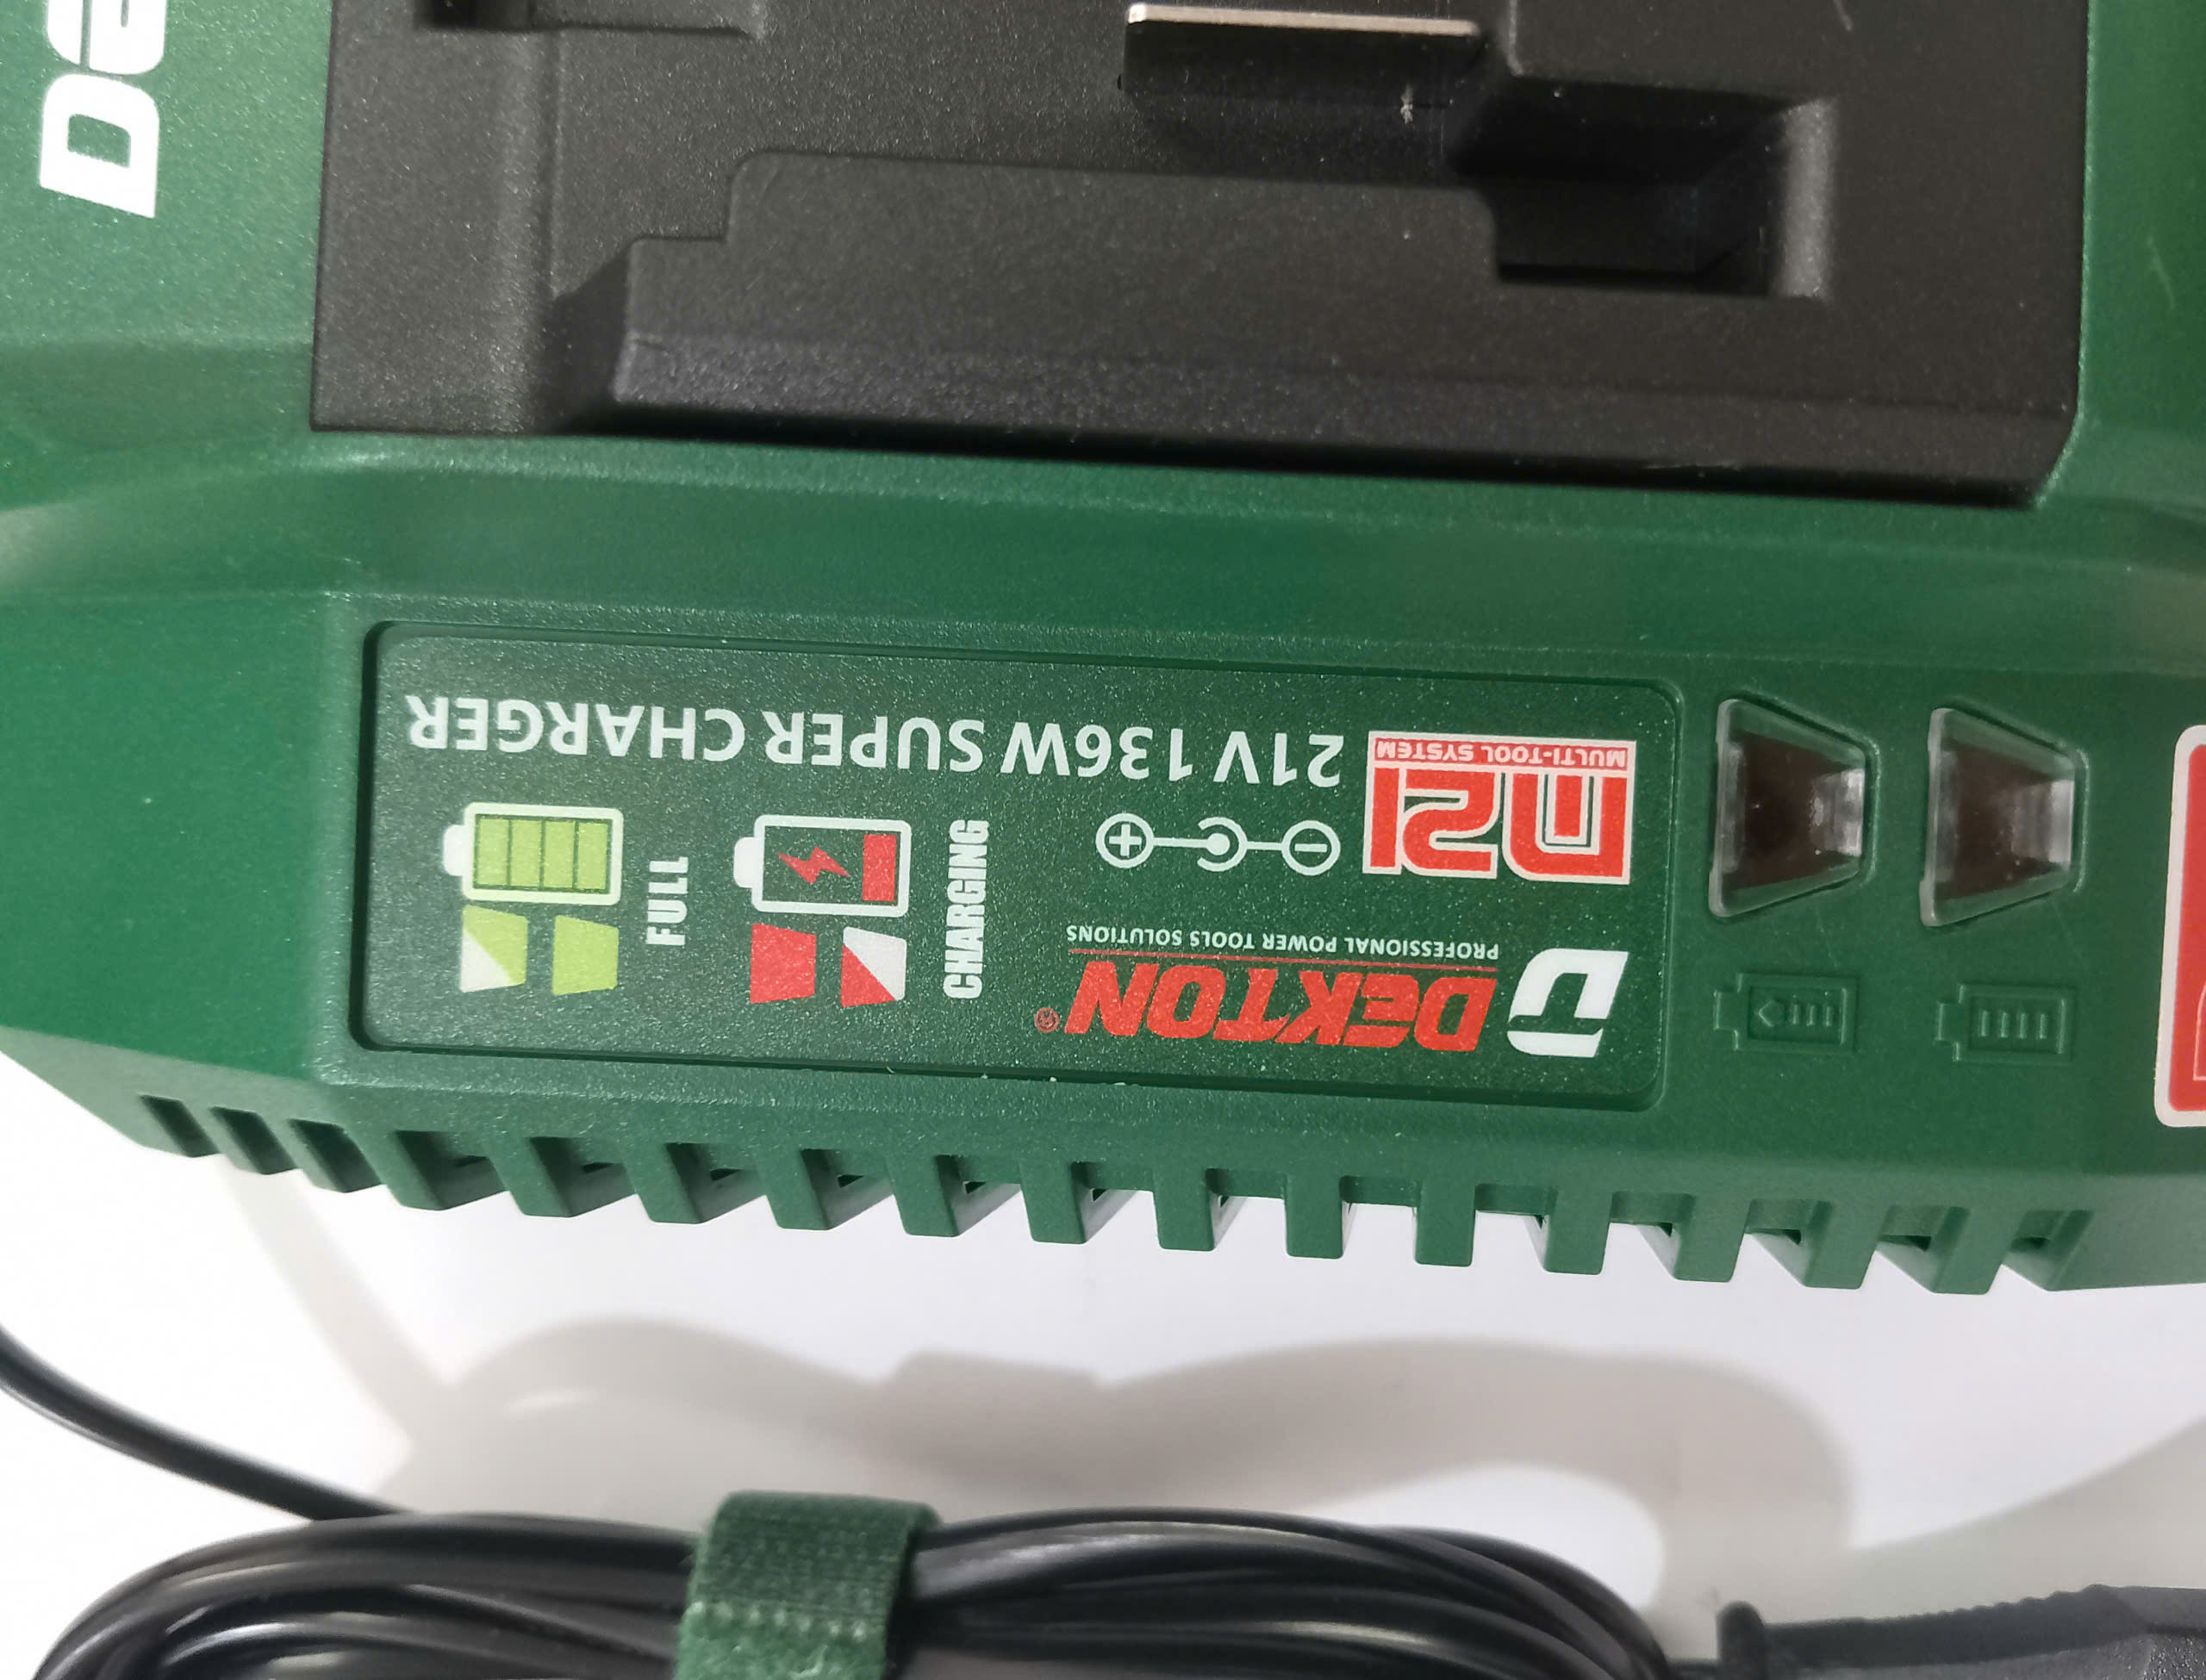 DEKTON®
PROFESSIONAL POWER TOOLS SOLUTIONS
CHARGING
FULL
M21
MULTI-TOOL SYSTEM
21V 136W SUPER CHARGER